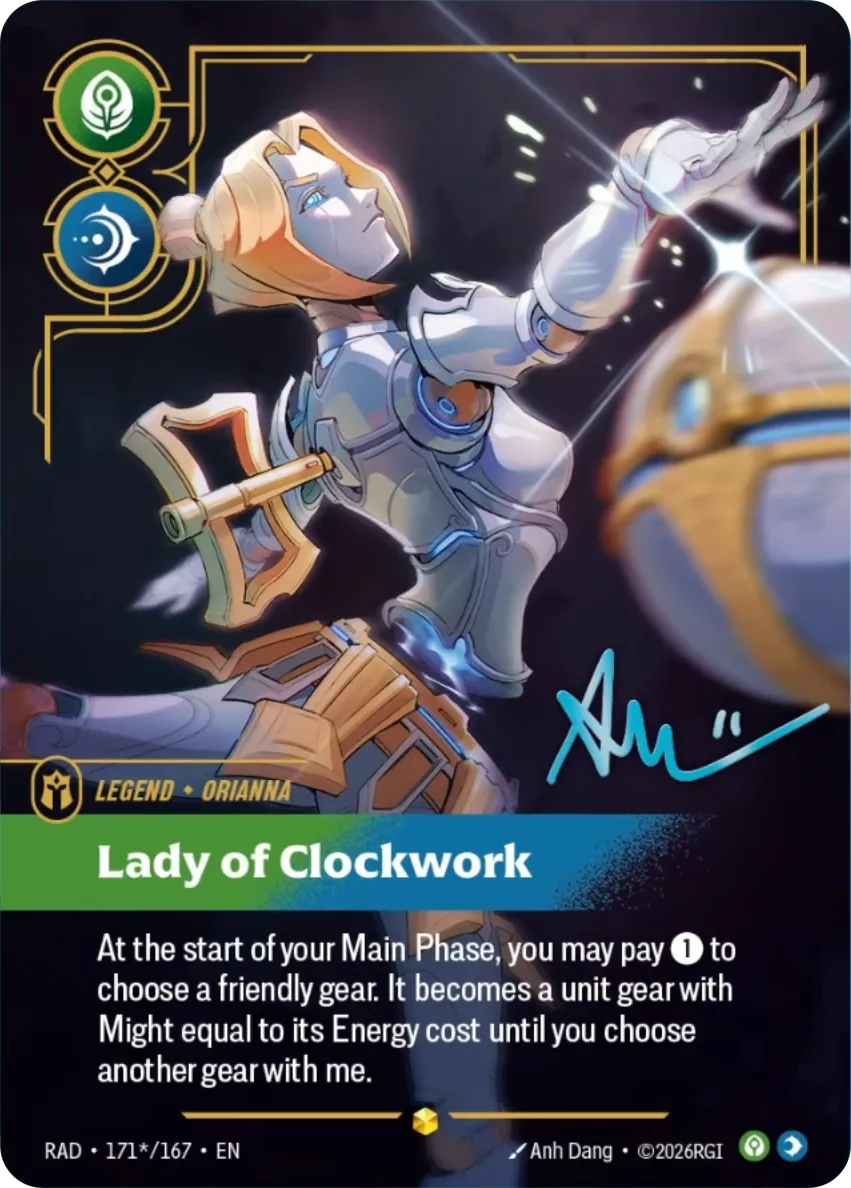 LEGEND • ORIANNA
Lady of Clockwork
At the start of your Main Phase, you may pay 1 to
choose a friendly gear. It becomes a unit gear with
Might equal to its Energy cost until you choose
another gear with me.
RAD • 171*/167 • EN
Anh Dang • ©2026RGI